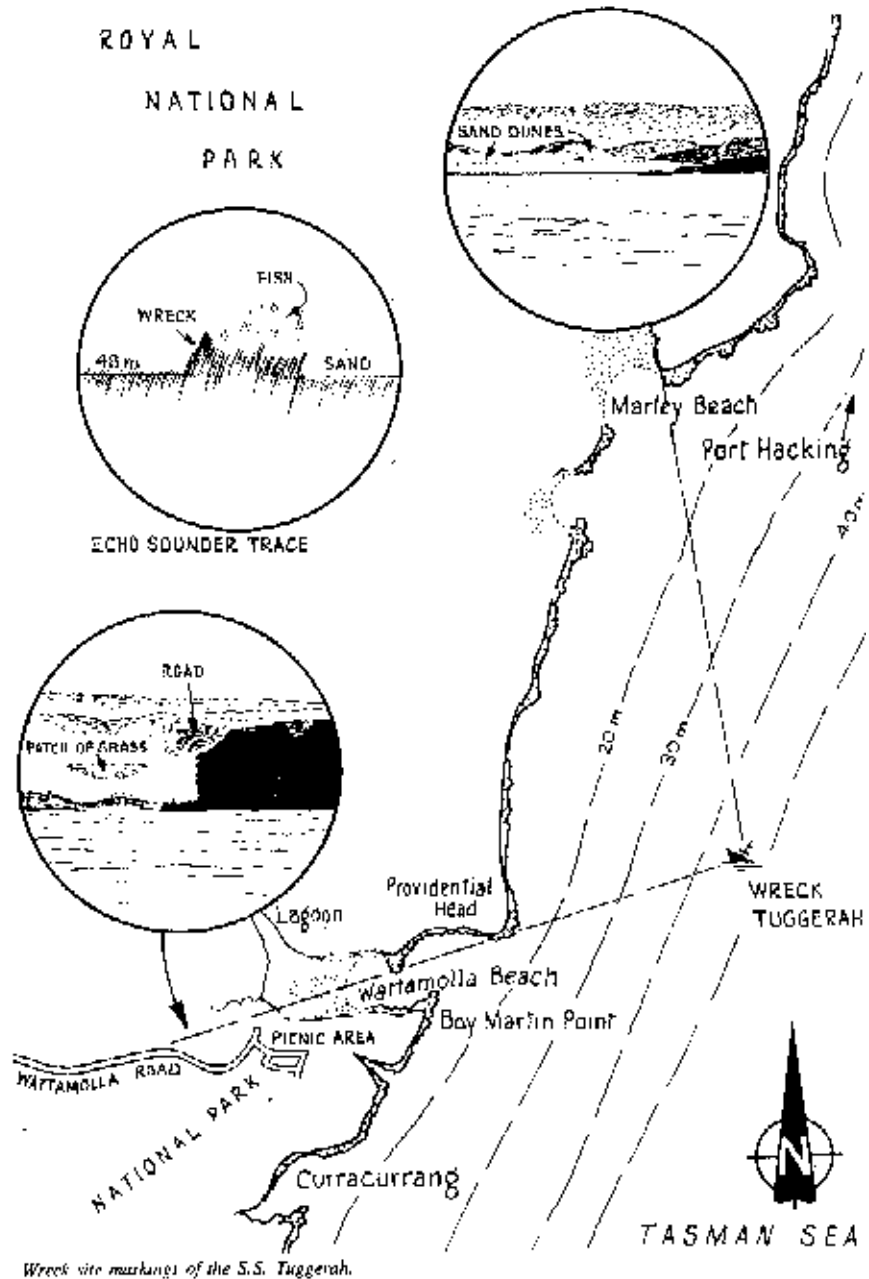 ROYAL
NATIONAL
PARK
SAND DUNES
FISH
WRECK
48 m
SAND
ECHO SOUNDER TRACE
Marley Beach
Port Hacking
40 m
ROAD
PATCH OF GRASS
20 m
30 m
Providential
Head
WRECK
TUGGERAH
Lagoon
Wattamolla Beach
Boy Martin Point
PICNIC AREA
WATTAMOLLA ROAD
NATIONAL PARK
N
Curracurrang
TASMAN SEA
Wreck site markings of the S.S. Tuggerah.